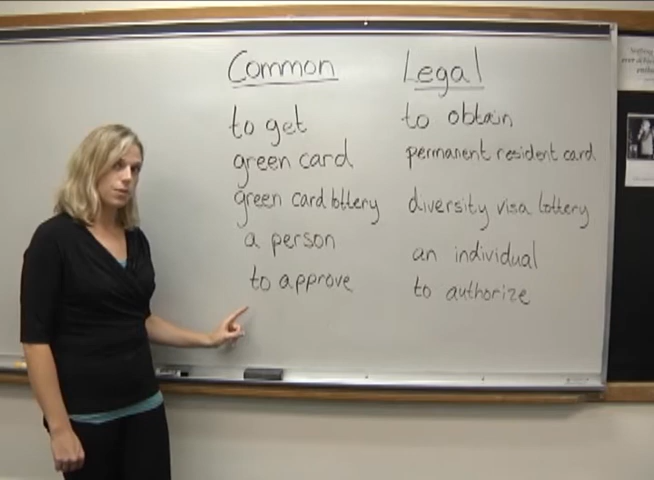 Common Legal
to get to obtain
green card permanent resident card
green card lottery diversity visa lottery
a person an individual
to approve to authorize